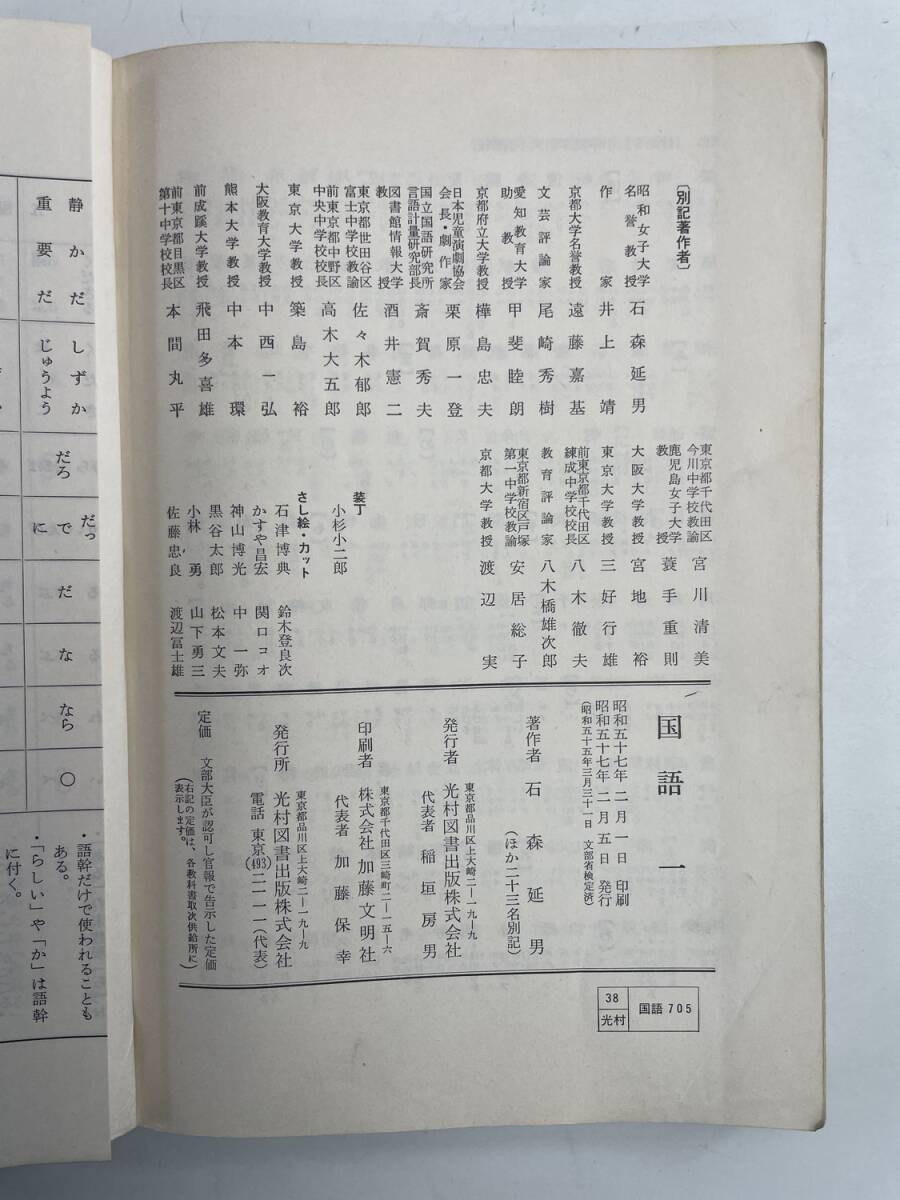 〔別記著作者〕
昭和女子大学名誉教授 石森延男
作家 井上靖
京都大学名誉教授 遠藤嘉基
文芸評論家 尾崎秀樹
愛知教育大学助教授 甲斐睦朗
京都府立大学教授 樺島忠夫
日本児童演劇協会会長・劇作家 栗原一登
国立国語研究所言語計量研究部長 斎賀秀夫
図書館情報大学教授 酒井憲二
東京都世田谷区富士中学校教諭 佐々木郁郎
前東京都中野区中央中学校校長 高木大五郎
東京大学教授 築島裕
大阪教育大学教授 中西一弘
熊本大学教授 中本環
前成蹊大学教授 飛田多喜雄
前東京都目黒区第十中学校校長 本間丸平
東京都千代田区今川中学校教諭 宮川清美
鹿児島女子大学教授 蓑手重則
大阪大学教授 宮地裕
東京大学教授 三好行雄
前東京都千代田区練成中学校校長 八木徹夫
教育評論家 八木橋雄次郎
東京都新宿区戸塚第一中学校教諭 安居総子
京都大学教授 渡辺実
装丁
小杉小二郎
さし絵・カット
石津博典 鈴木登良次
かすや昌宏 関口コオ
神山博光 中一弥
黒谷太郎 松本文夫
小林勇 山下勇三
佐藤忠良 渡辺冨士雄
国語 一
昭和五十七年二月一日 印刷
昭和五十七年二月五日 発行
(昭和五十五年三月三十一日 文部省検定済)
著作者 石森延男
(ほか二十三名別記)
東京都品川区上大崎二ー一九ー九
発行者 光村図書出版株式会社
代表者 稲垣房男
東京都千代田区三崎町二ー一五ー六
印刷者 株式会社 加藤文明社
代表者 加藤保幸
東京都品川区上大崎二ー一九ー九
発行所 光村図書出版株式会社
電話 東京(493)二一一一(代表)
定価 文部大臣が認可し官報で告示した定価
(右記の定価は、各教科書取次供給所に表示します。)
38
光村
国語705
静かだ しずか だろ だっ で に だ な なら ○
重要だ じゅうよう
・語幹だけで使われることも
ある。
・「らしい」や「か」は語幹
に付く。